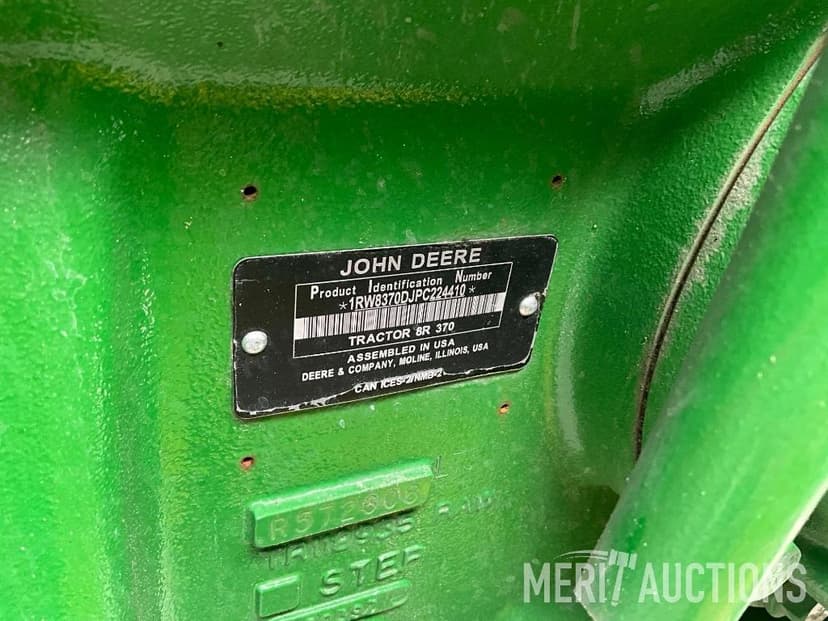 JOHN DEERE
Product Identification Number
*1RW8370DJPC224410*
TRACTOR 8R 370
ASSEMBLED IN USA
DEERE & COMPANY, MOLINE, ILLINOIS, USA
CAN ICES-2/NMB-2
STEP
MERIT AUCTIONS